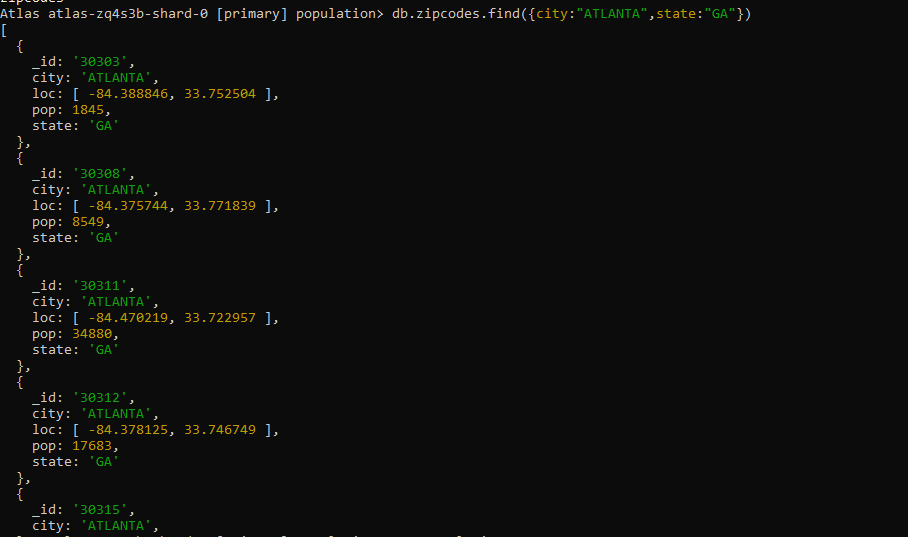 zipcodes
Atlas atlas-zq4s3b-shard-0 [primary] population> db.zipcodes.find({city:"ATLANTA",state:"GA"})
[
  {
    _id: '30303',
    city: 'ATLANTA',
    loc: [ -84.388846, 33.752504 ],
    pop: 1845,
    state: 'GA'
  },
  {
    _id: '30308',
    city: 'ATLANTA',
    loc: [ -84.375744, 33.771839 ],
    pop: 8549,
    state: 'GA'
  },
  {
    _id: '30311',
    city: 'ATLANTA',
    loc: [ -84.470219, 33.722957 ],
    pop: 34880,
    state: 'GA'
  },
  {
    _id: '30312',
    city: 'ATLANTA',
    loc: [ -84.378125, 33.746749 ],
    pop: 17683,
    state: 'GA'
  },
  {
    _id: '30315',
    city: 'ATLANTA',